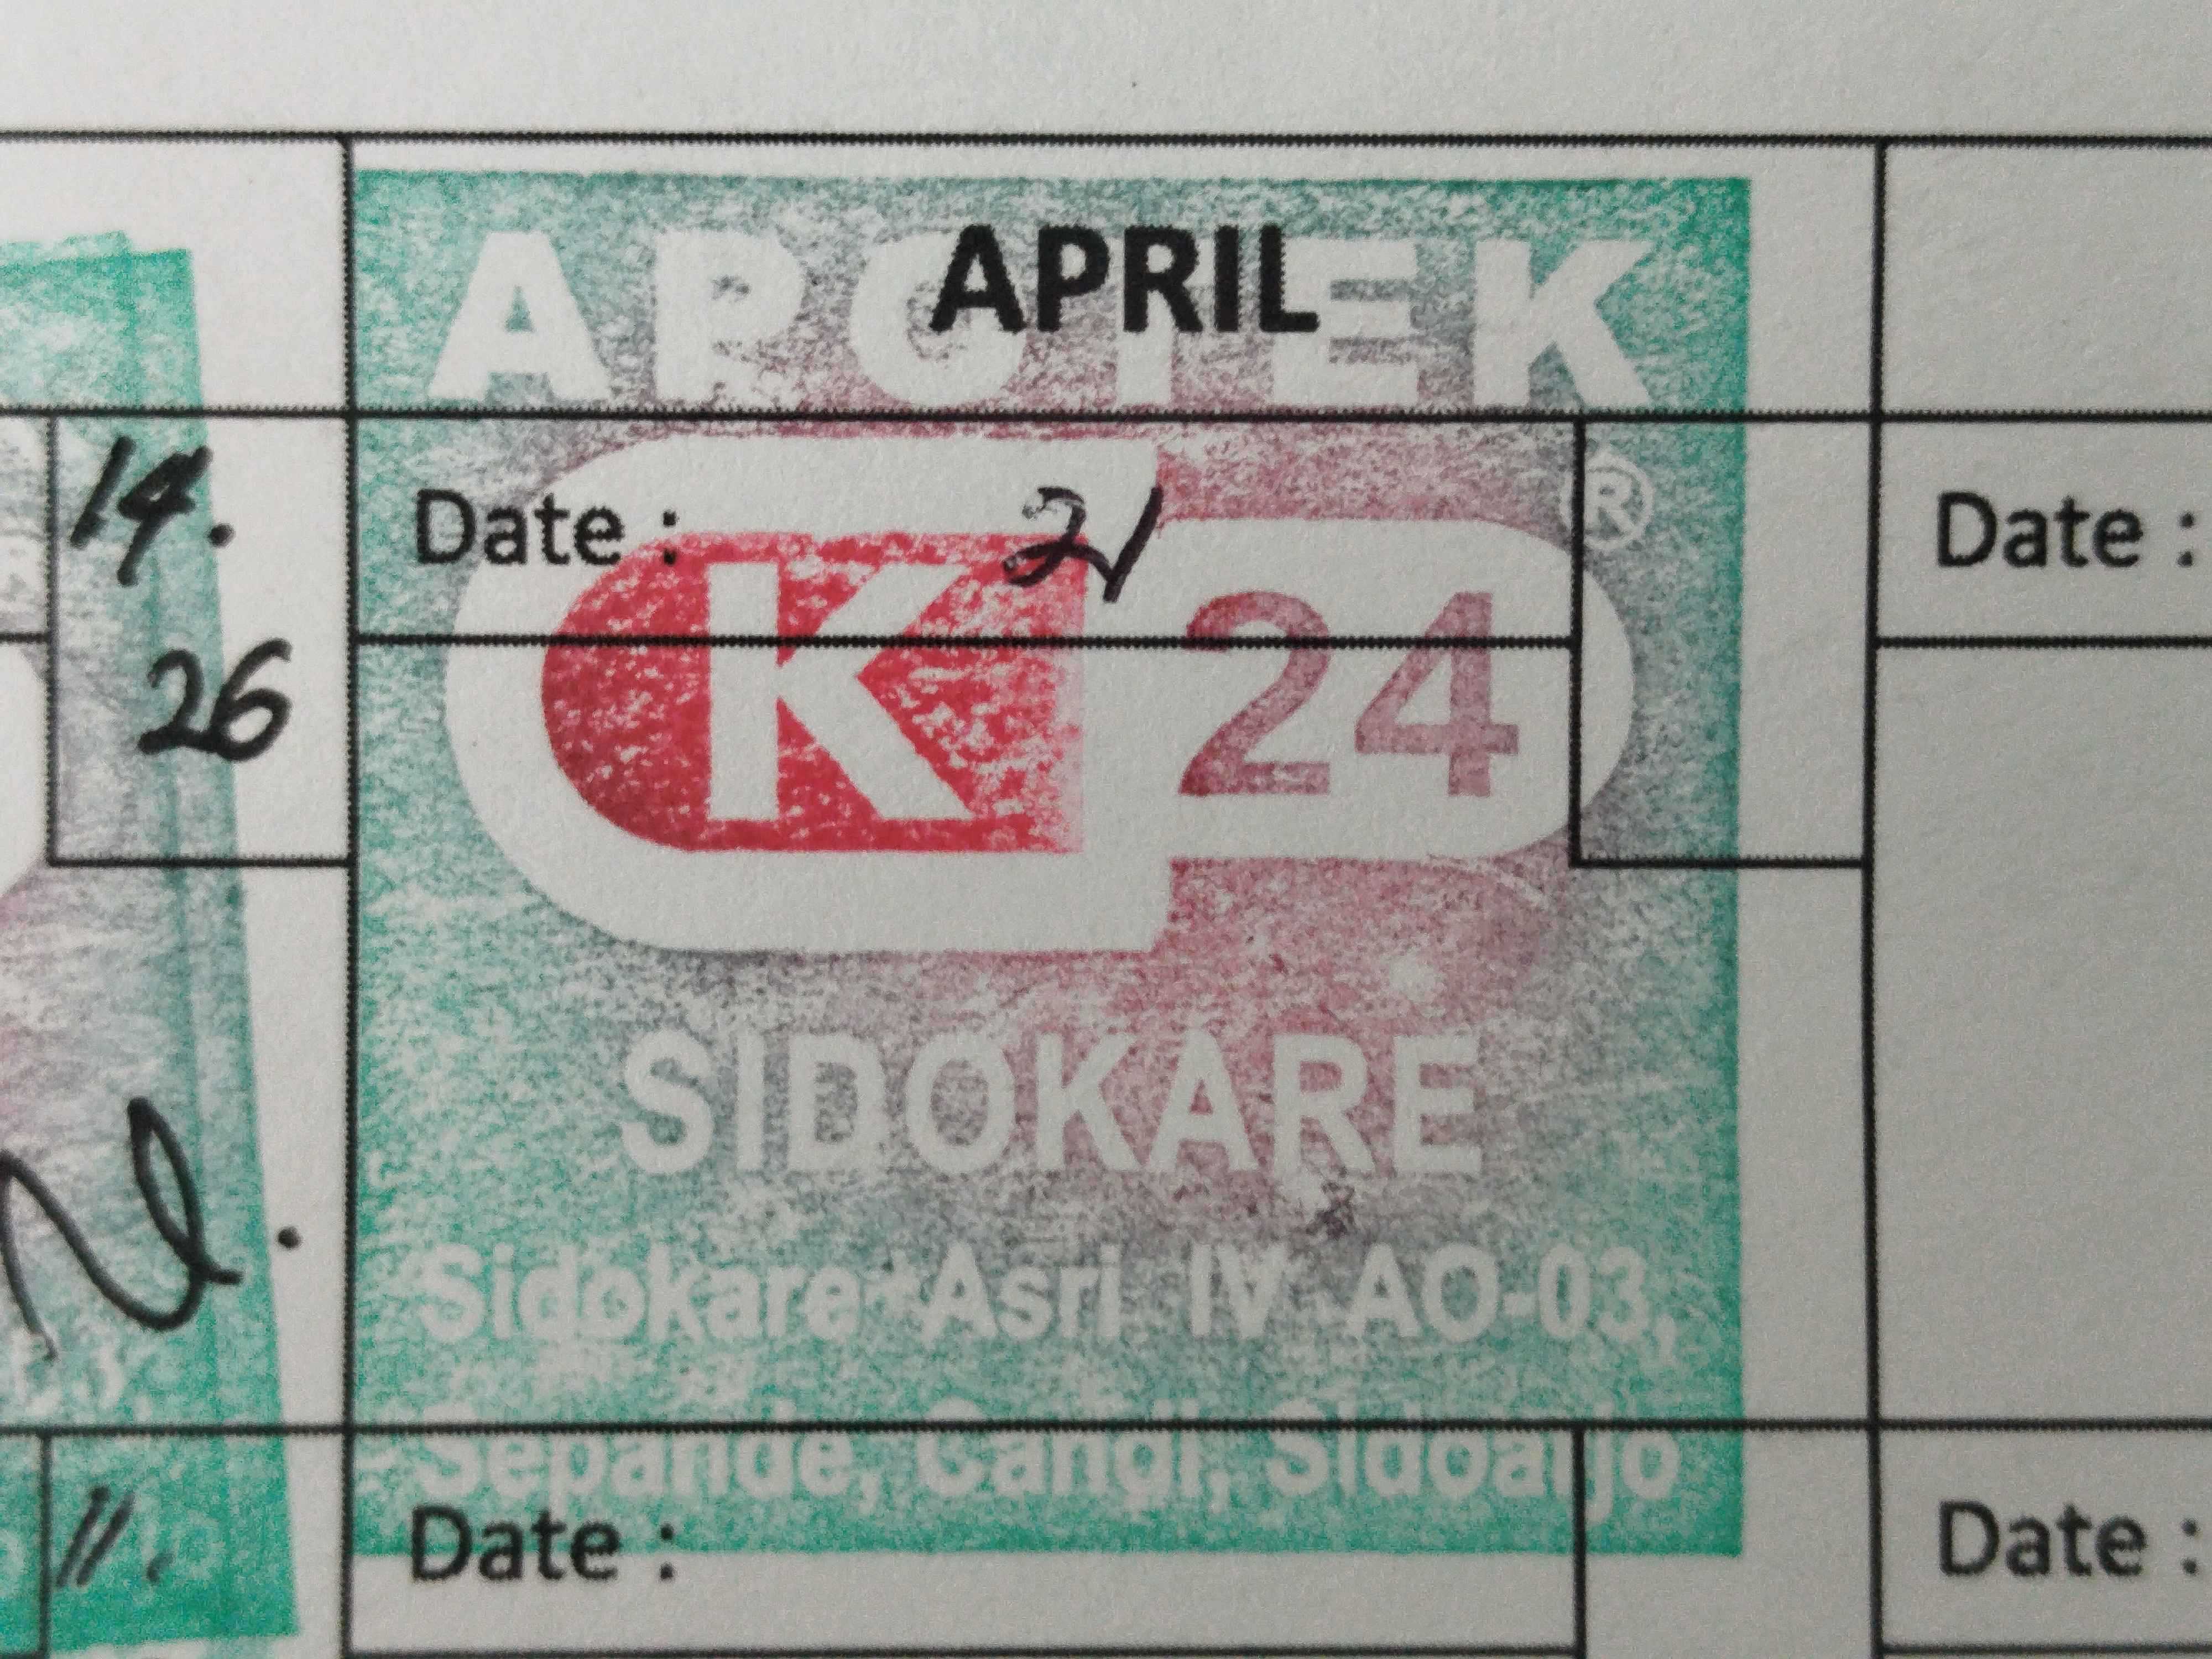 APRIL
APOTEK
14.
Date : 21
®
Date :
K 24
26
SIDOKARE
Sidokare Asri IV AO-03,
Sepande, Candi, Sidoarjo
11.
Date :
Date :